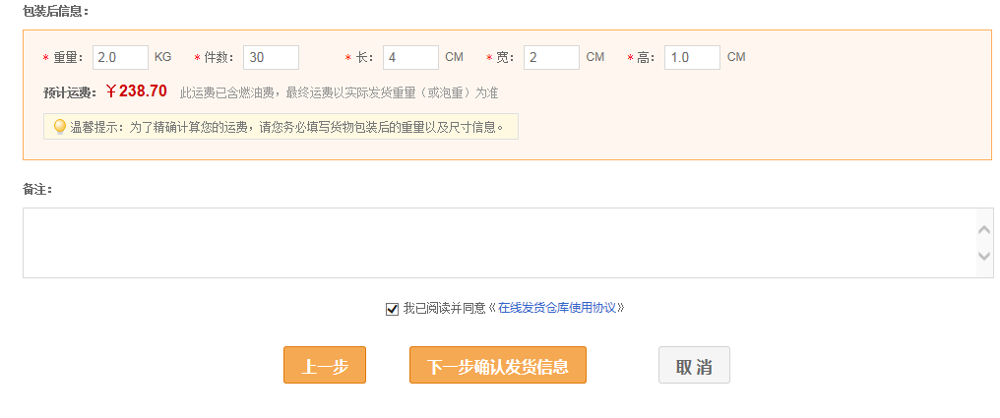 包装后信息：
* 重量： 2.0 KG * 件数： 30 * 长： 4 CM * 宽： 2 CM * 高： 1.0 CM
预计运费：￥238.70 此运费已含燃油费，最终运费以实际发货重量（或泡重）为准
温馨提示：为了精确计算您的运费，请您务必填写货物包装后的重量以及尺寸信息。
备注：
我已阅读并同意《在线发货仓库使用协议》
上一步 下一步确认发货信息 取 消